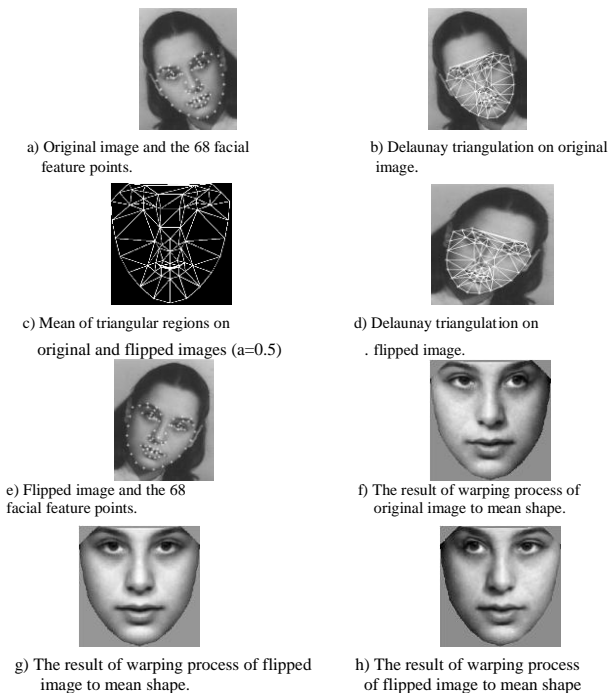 a) Original image and the 68 facial
feature points.
b) Delaunay triangulation on original
image.
c) Mean of triangular regions on
original and flipped images (a=0.5)
d) Delaunay triangulation on
. flipped image.
e) Flipped image and the 68
facial feature points.
f) The result of warping process of
original image to mean shape.
g) The result of warping process of flipped
image to mean shape.
h) The result of warping process
of flipped image to mean shape